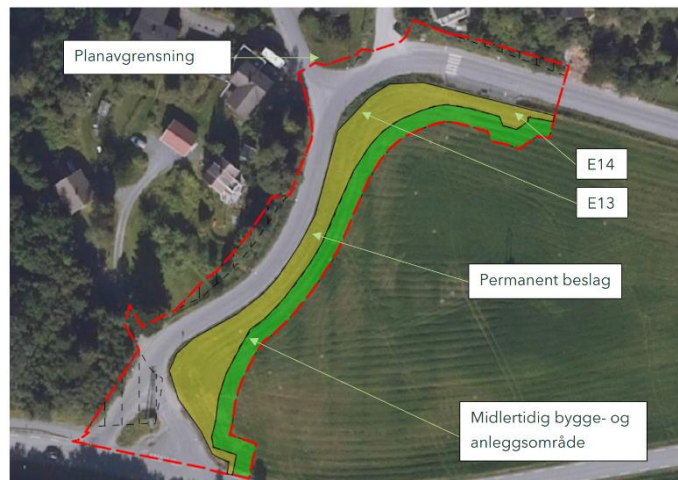 Planavgrensning
E14
E13
Permanent beslag
Midlertidig bygge- og
anleggsområde